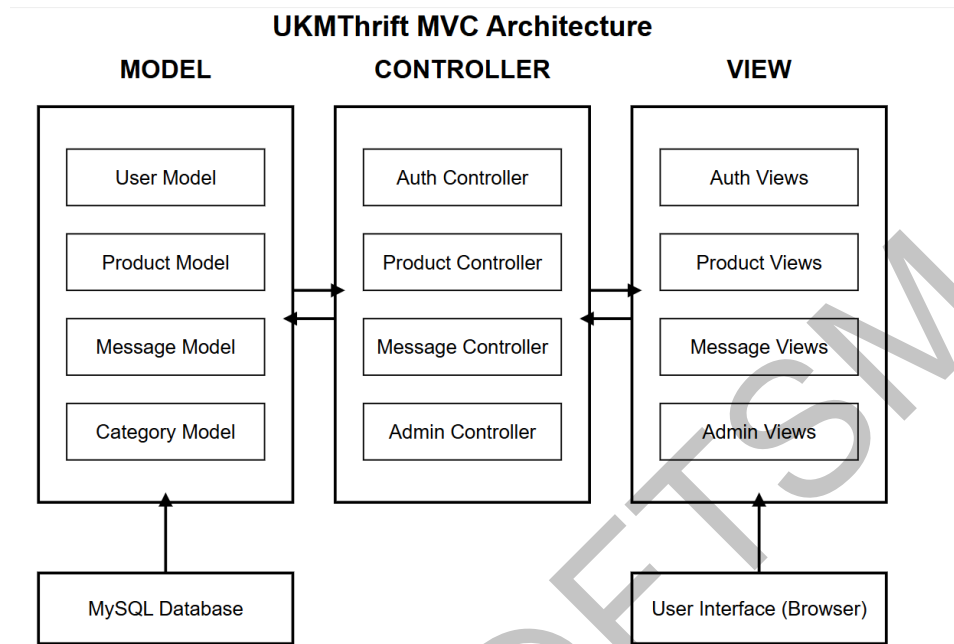 UKMThrift MVC Architecture
MODEL
CONTROLLER
VIEW
User Model
Auth Controller
Auth Views
Product Model
Product Controller
Product Views
Message Model
Message Controller
Message Views
Category Model
Admin Controller
Admin Views
MySQL Database
User Interface (Browser)
FTSM